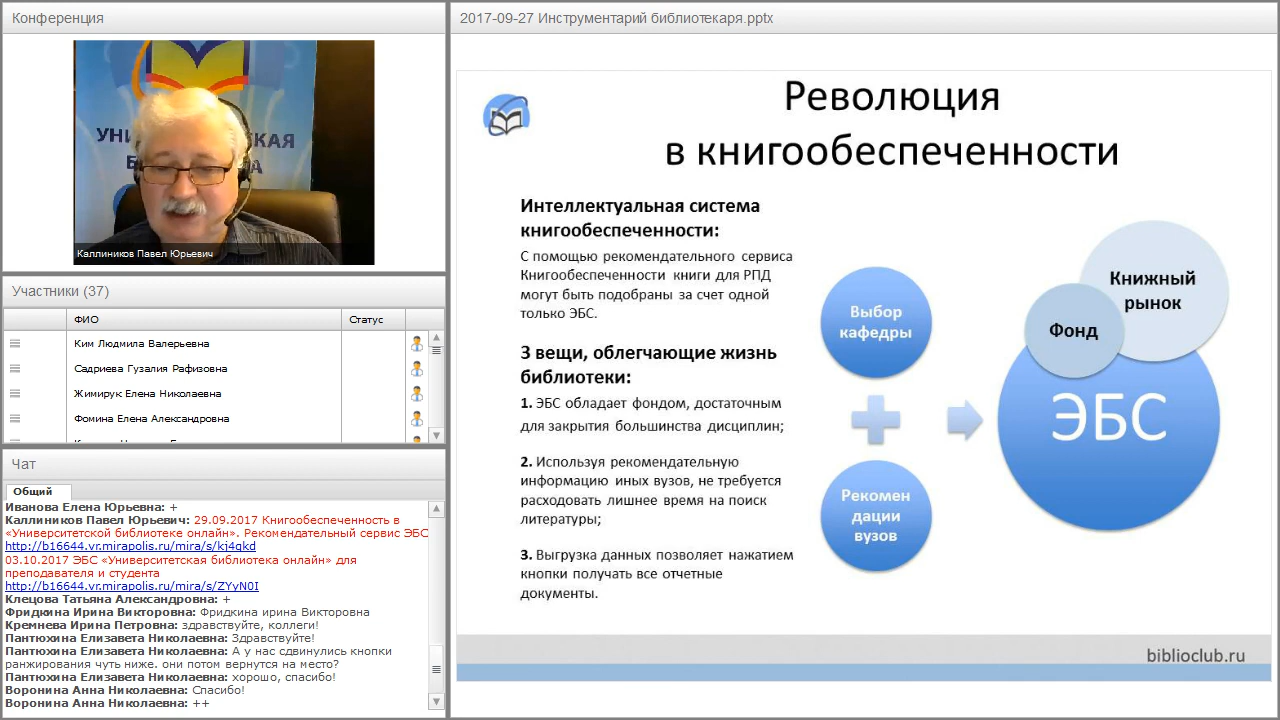 Конференция
УНИ
СКАЯ
Каллиников Павел Юрьевич
Участники (37)
ФИО
Статус
Ким Людмила Валерьевна
Садриева Гузалия Рафизовна
Жимирук Елена Николаевна
Фомина Елена Александровна
Чат
Общий
Иванова Елена Юрьевна: +
Каллиников Павел Юрьевич: 29.09.2017 Книгообеспеченность в
«Университетской библиотеке онлайн». Рекомендательный сервис ЭБС
http://b16644.vr.mirapolis.ru/mira/s/kj4qkd
03.10.2017 ЭБС «Университетская библиотека онлайн» для
преподавателя и студента
http://b16644.vr.mirapolis.ru/mira/s/ZYyN0I
Клецова Татьяна Александровна: +
Фридкина Ирина Викторовна: Фридкина ирина Викторовна
Кремнева Ирина Петровна: здравствуйте, коллеги!
Пантюхина Елизавета Николаевна: Здравствуйте!
Пантюхина Елизавета Николаевна: А у нас сдвинулись кнопки
ранжирования чуть ниже. они потом вернутся на место?
Пантюхина Елизавета Николаевна: хорошо, спасибо!
Воронина Анна Николаевна: Спасибо!
Воронина Анна Николаевна: ++
2017-09-27 Инструментарий библиотекаря.pptx
Революция
в книгообеспеченности
Интеллектуальная система
книгообеспеченности:
С помощью рекомендательного сервиса
Книгообеспеченности книги для РПД
могут быть подобраны за счет одной
только ЭБС.
3 вещи, облегчающие жизнь
библиотеки:
1. ЭБС обладает фондом, достаточным
для закрытия большинства дисциплин;
2. Используя рекомендательную
информацию иных вузов, не требуется
расходовать лишнее время на поиск
литературы;
3. Выгрузка данных позволяет нажатием
кнопки получать все отчетные
документы.
Выбор
кафедры
Рекомен
дации
вузов
Книжный
рынок
Фонд
ЭБС
biblioclub.ru